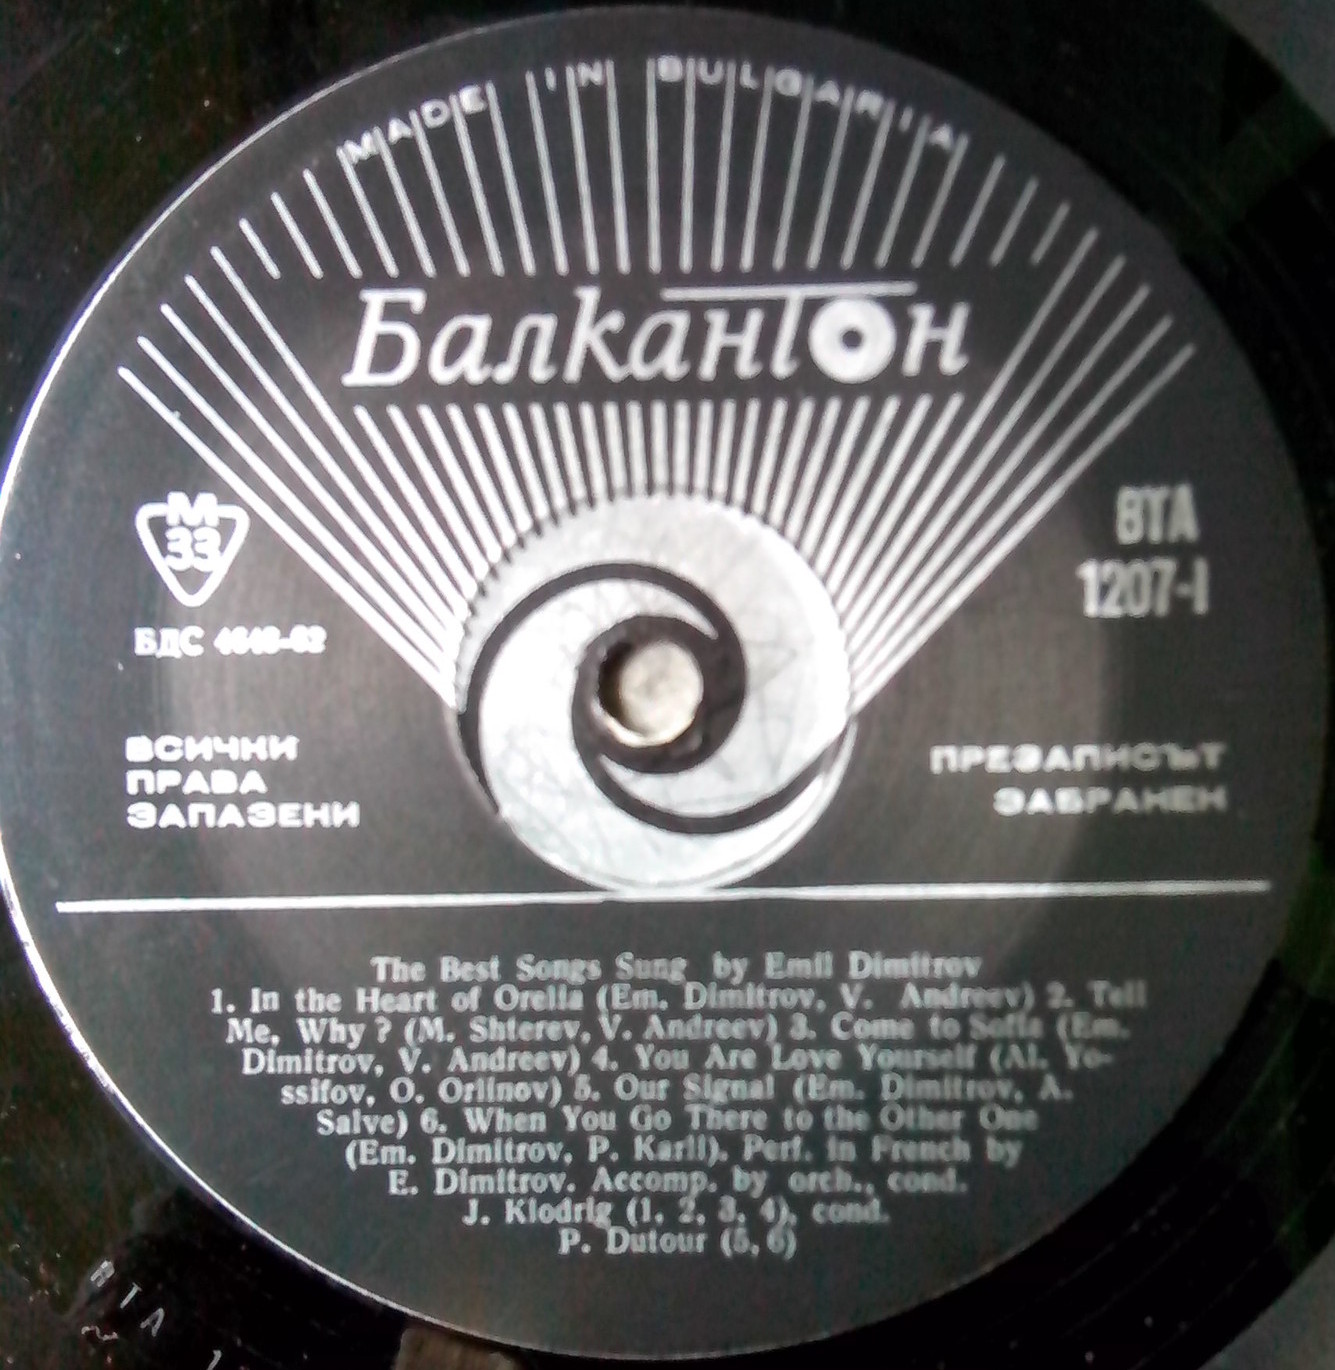 MADE IN BULGARIA
Балкантон
М
33
БДС 4640-62
ВТА
1207-I
ВСИЧКИ
ПРАВА
ЗАПАЗЕНИ
ПРЕЗАПИСЪТ
ЗАБРАНЕН
The Best Songs Sung by Emil Dimitrov
1. In the Heart of Orelia (Em. Dimitrov, V. Andreev) 2. Tell
Me, Why? (M. Shterev, V. Andreev) 3. Come to Sofia (Em.
Dimitrov, V. Andreev) 4. You Are Love Yourself (Al. Yo-
ssifov, O. Orlinov) 5. Our Signal (Em. Dimitrov, A.
Salve) 6. When You Go There to the Other One
(Em. Dimitrov, P. Karli). Perf. in French by
E. Dimitrov. Accomp. by orch., cond.
J. Klodrig (1, 2, 3, 4), cond.
P. Dutour (5, 6)
ВТА 1